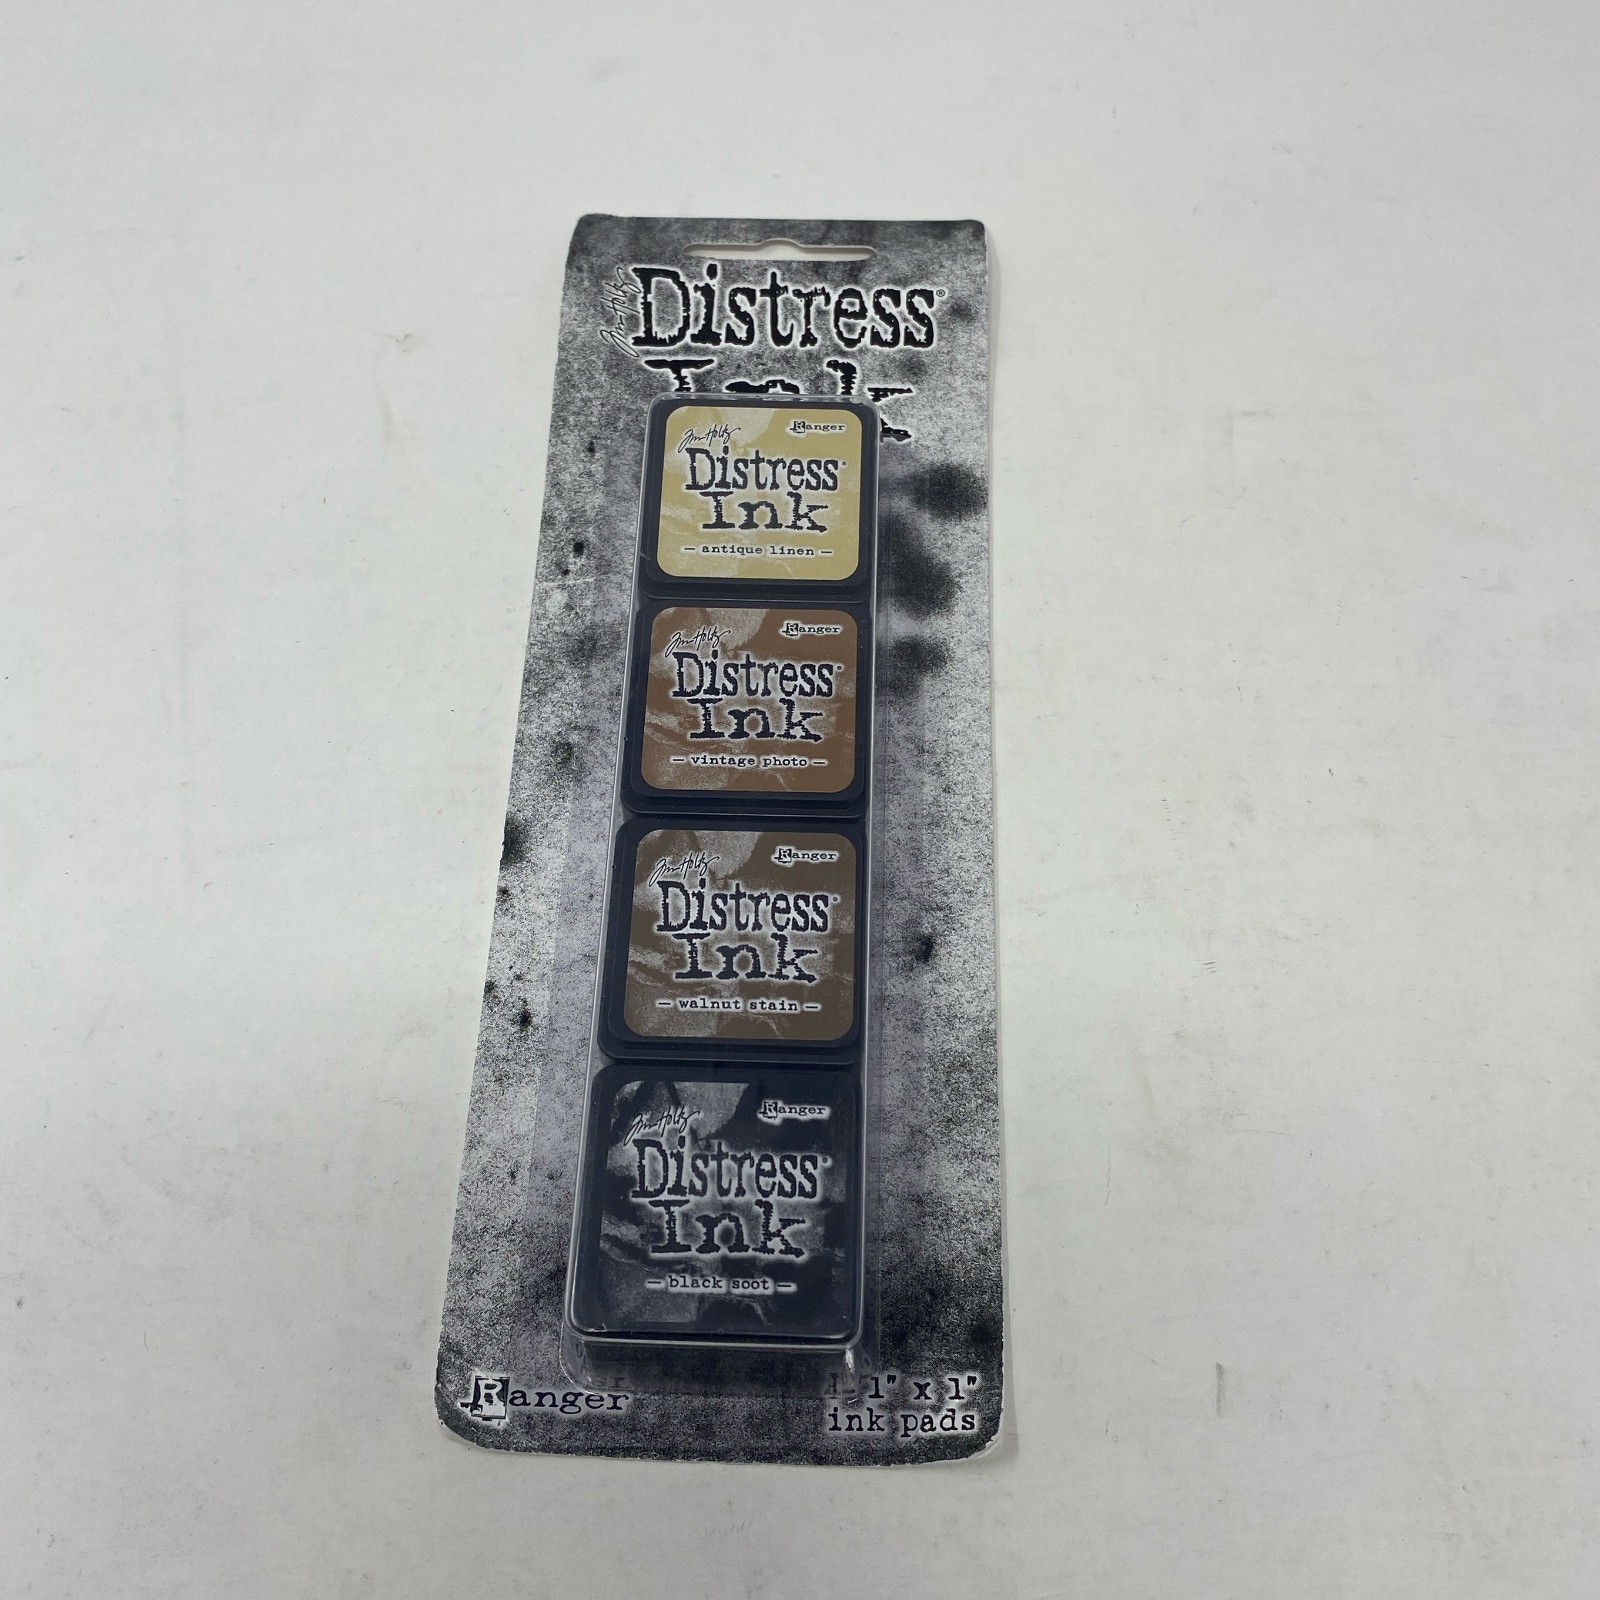 Tim Holtz
Distress®
Ink
Tim Holtz Ranger
Distress®
Ink
— antique linen —
Tim Holtz Ranger
Distress®
Ink
— vintage photo —
Tim Holtz Ranger
Distress®
Ink
— walnut stain —
Tim Holtz Ranger
Distress®
Ink
— black soot —
Ranger
1" x 1"
ink pads